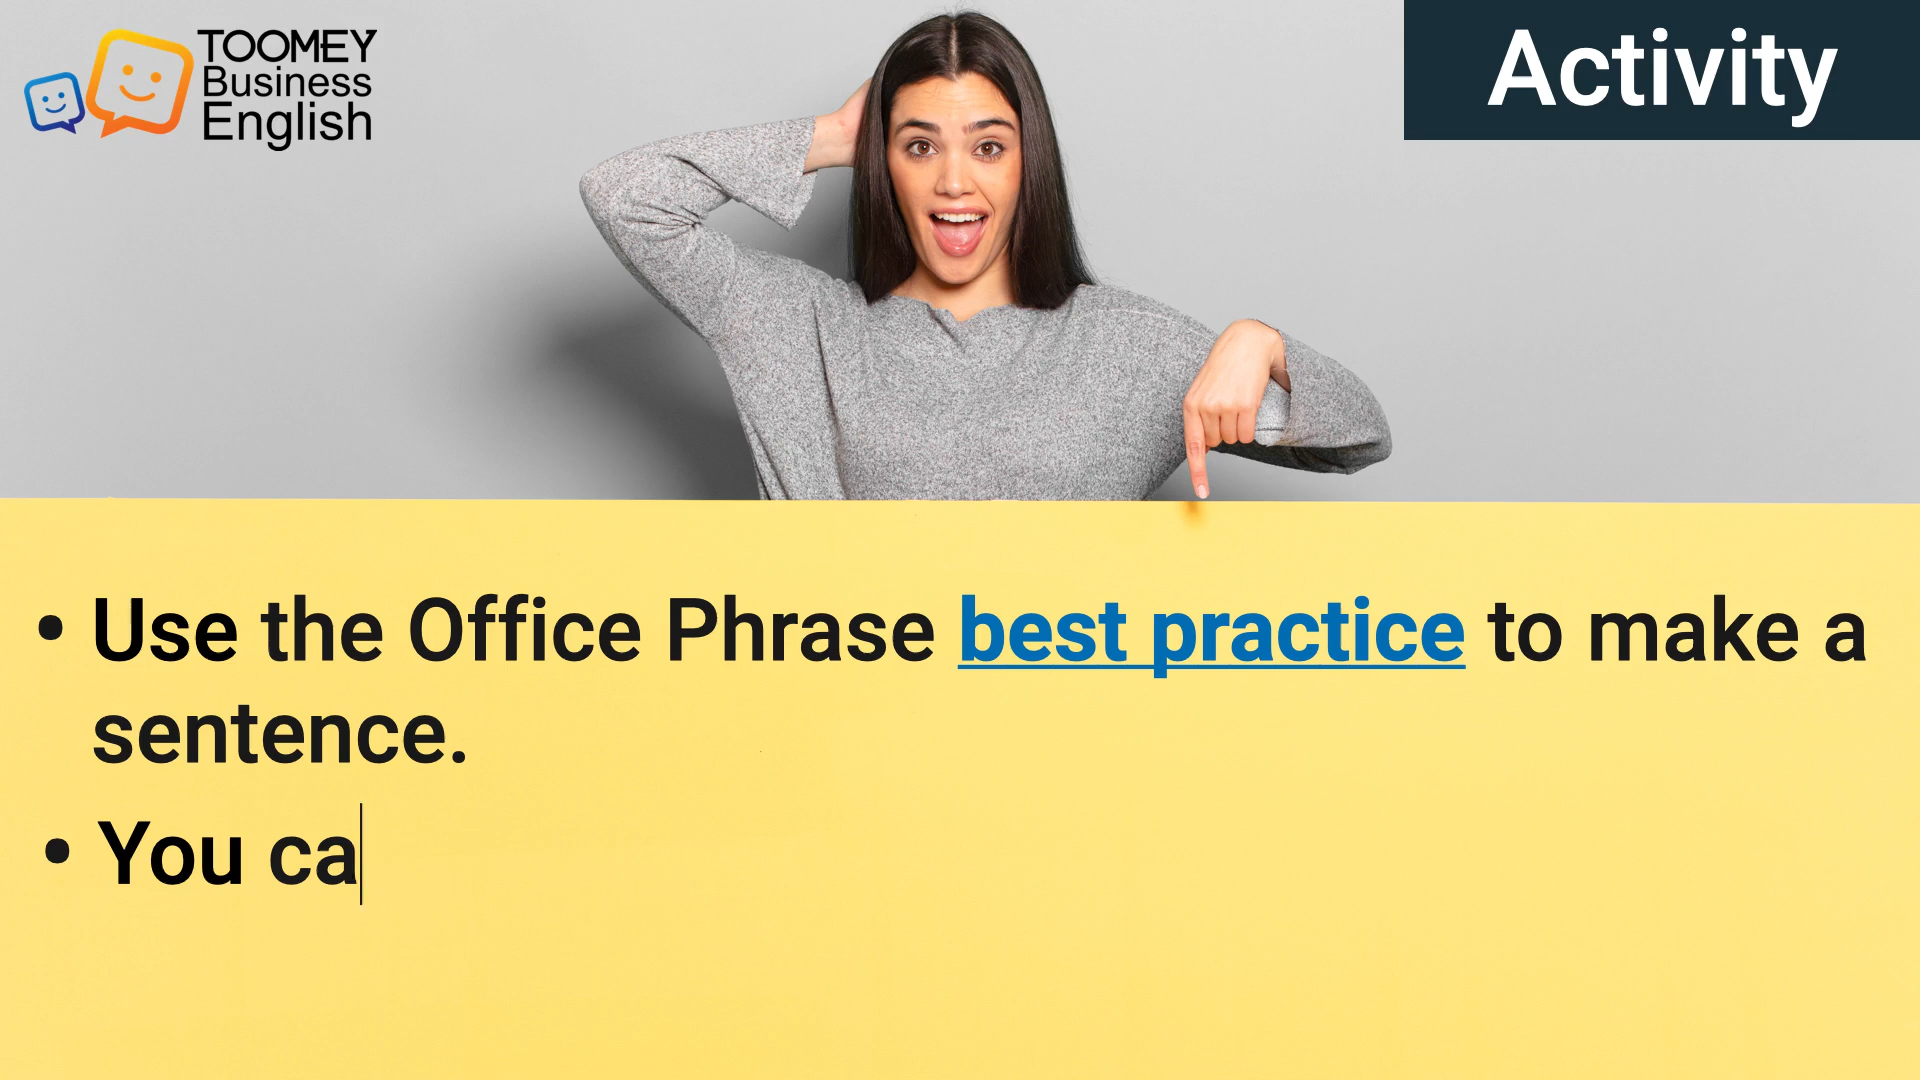 TOOMEY
Business
English
Activity
• Use the Office Phrase best practice to make a
sentence.
• You ca